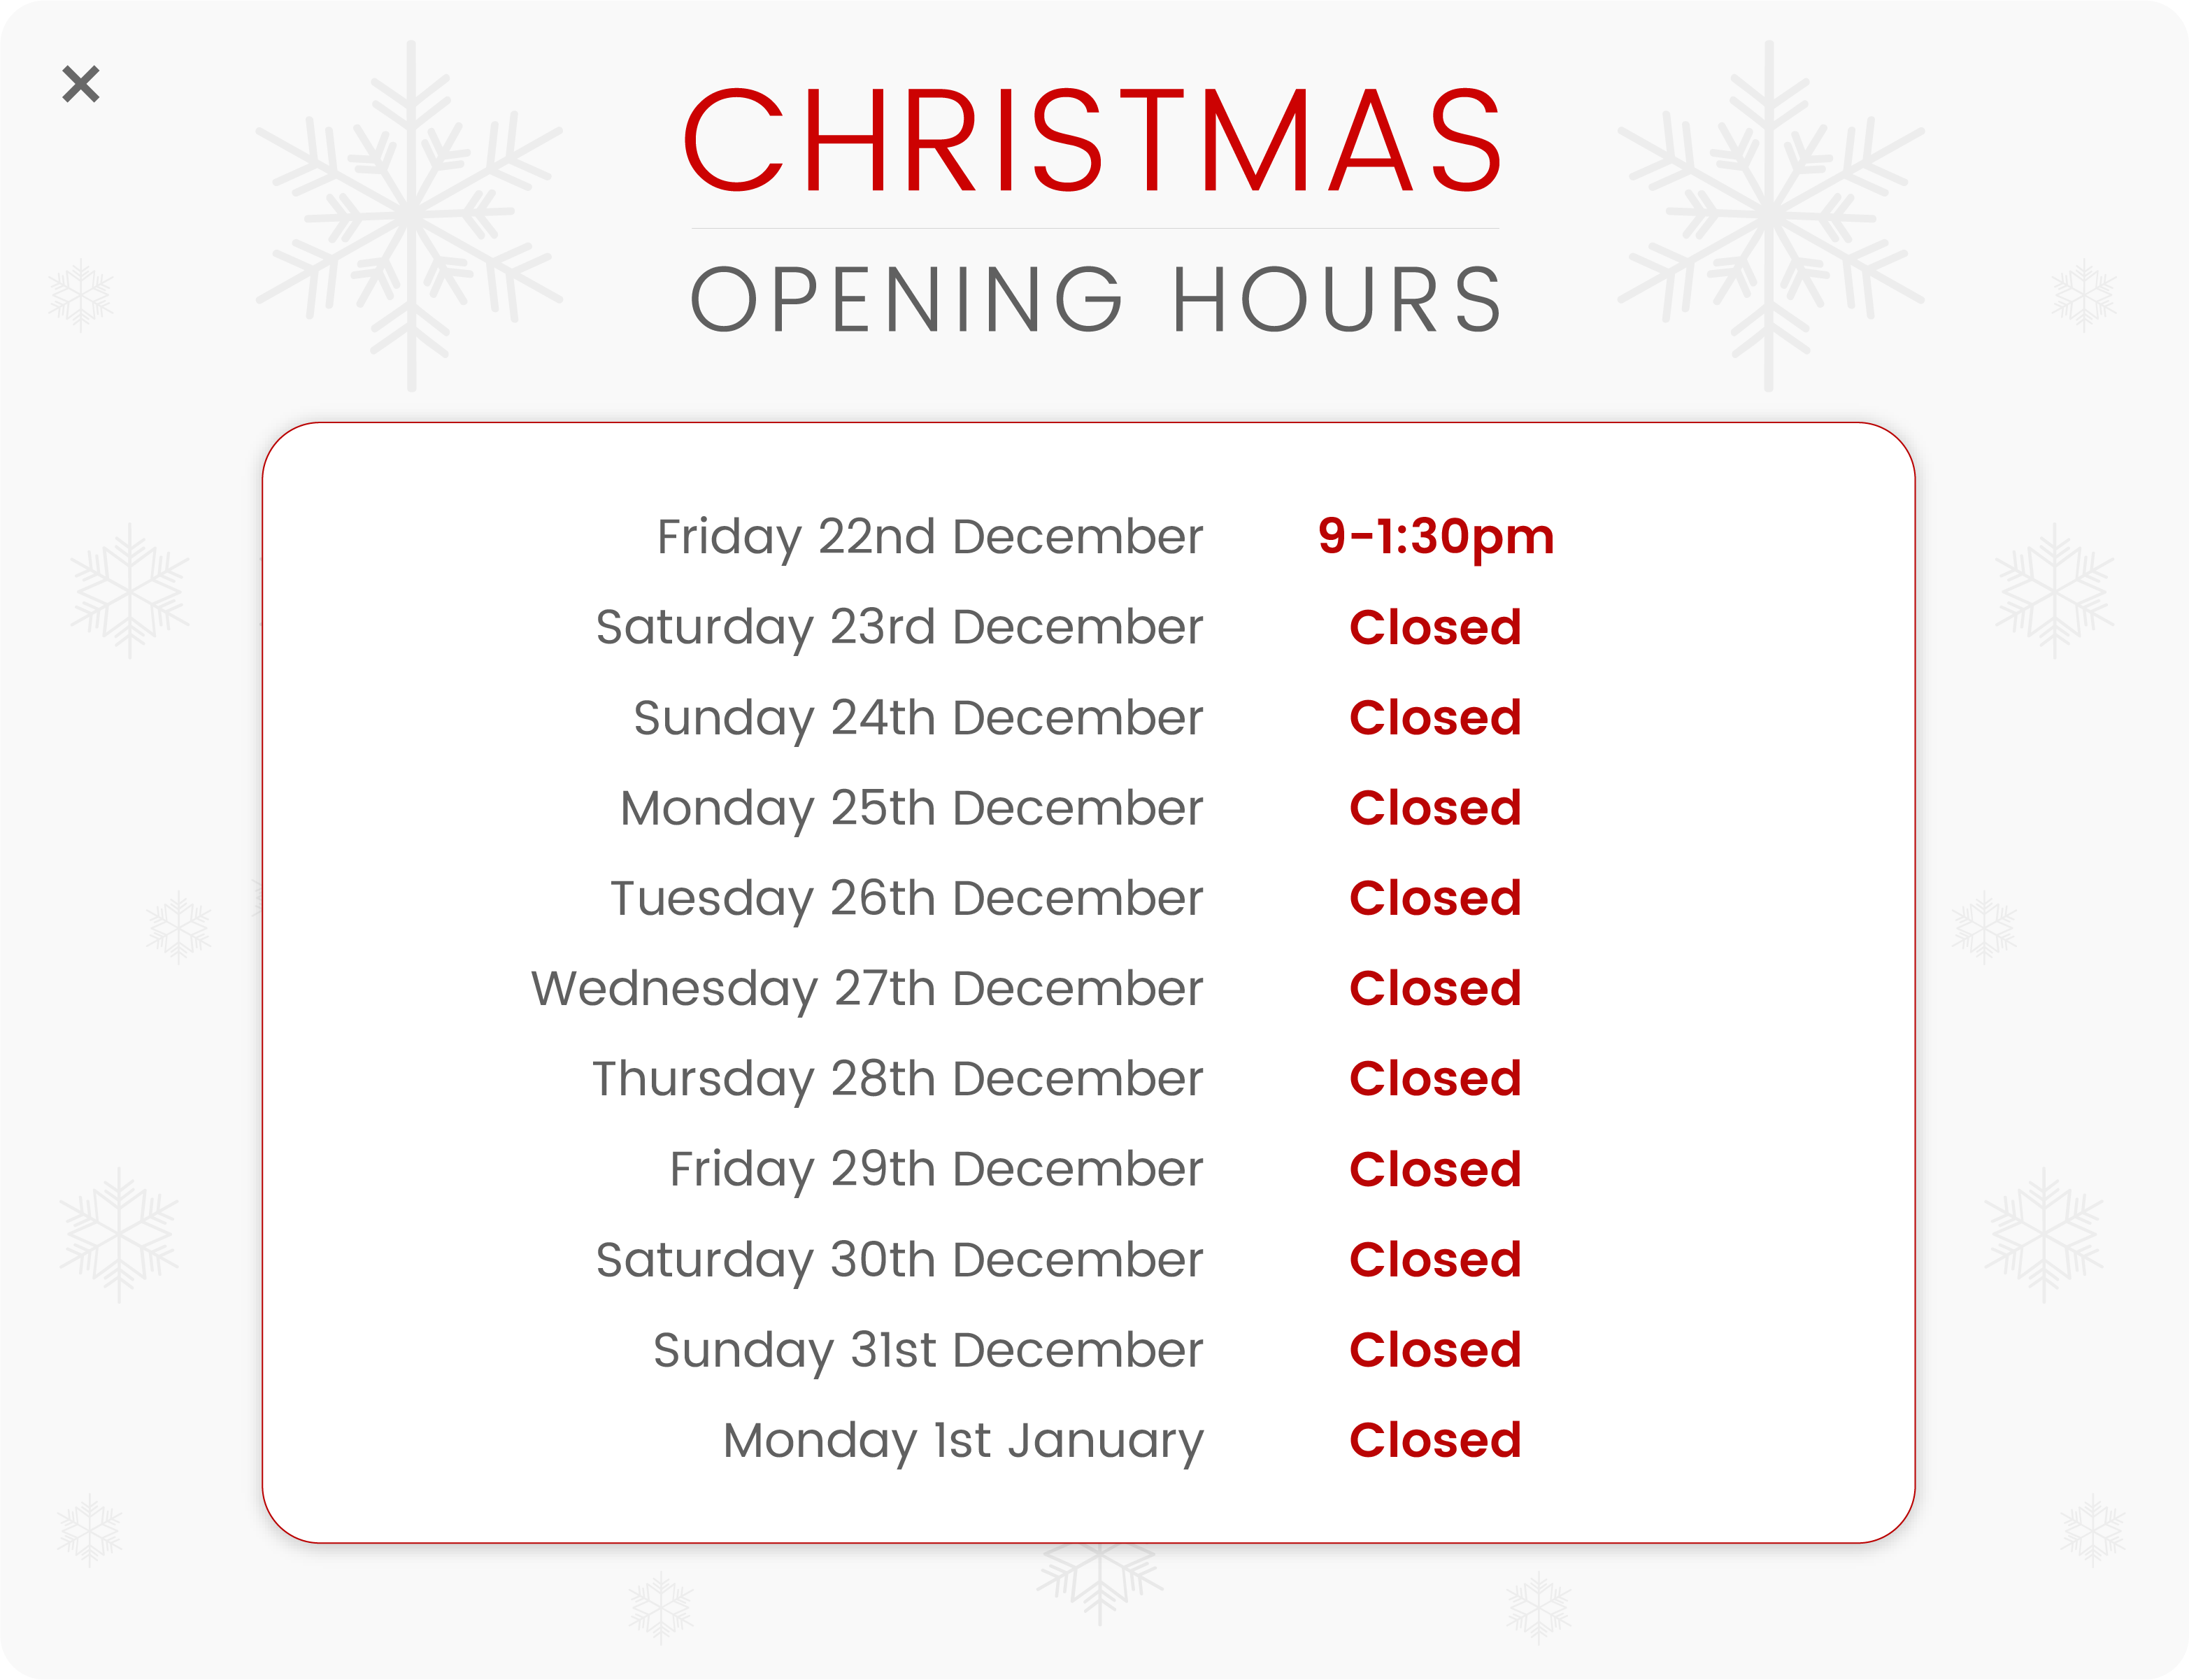 CHRISTMAS
OPENING HOURS
Friday 22nd December 9-1:30pm
Saturday 23rd December Closed
Sunday 24th December Closed
Monday 25th December Closed
Tuesday 26th December Closed
Wednesday 27th December Closed
Thursday 28th December Closed
Friday 29th December Closed
Saturday 30th December Closed
Sunday 31st December Closed
Monday 1st January Closed